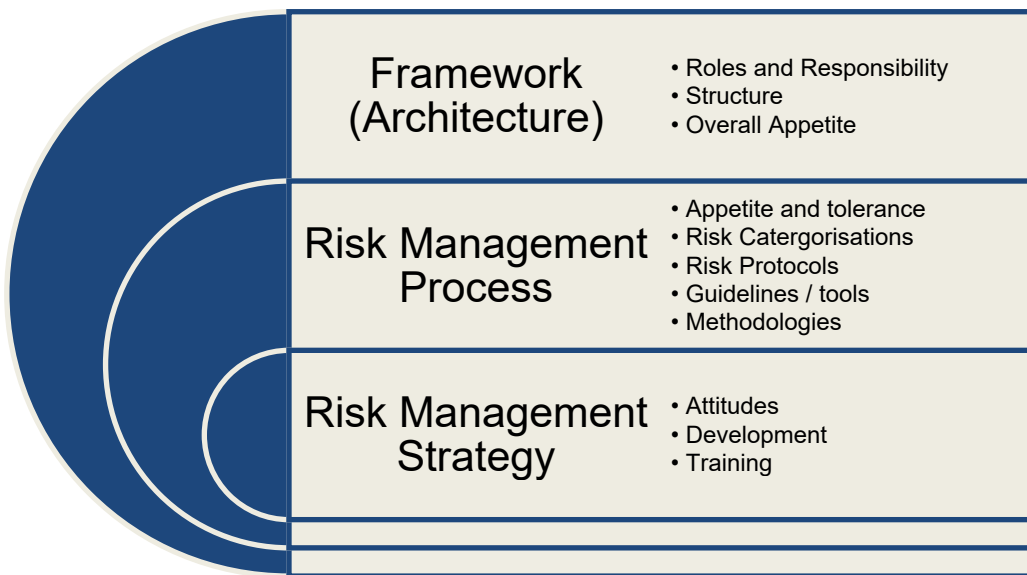 Framework
(Architecture)
• Roles and Responsibility
• Structure
• Overall Appetite
Risk Management
Process
• Appetite and tolerance
• Risk Catergorisations
• Risk Protocols
• Guidelines / tools
• Methodologies
Risk Management
Strategy
• Attitudes
• Development
• Training